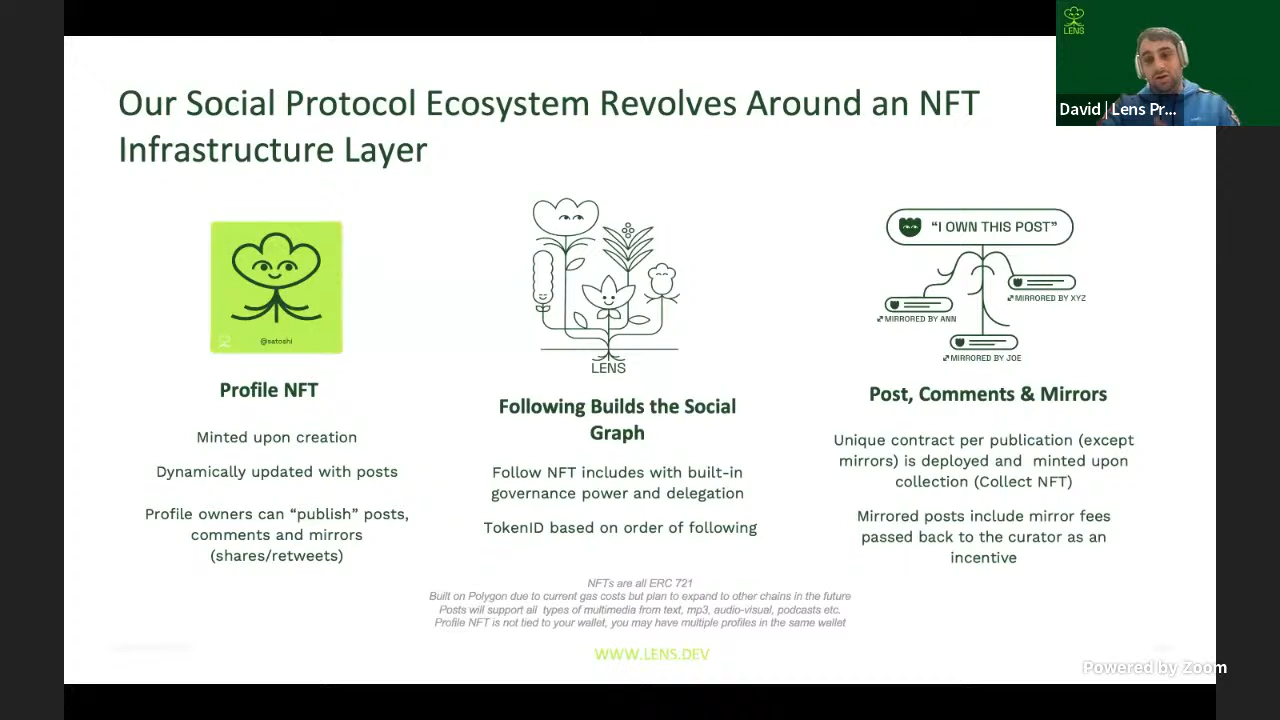 Our Social Protocol Ecosystem Revolves Around an NFT
Infrastructure Layer
LENS
David | Lens Pr...
@satoshi
Profile NFT
Minted upon creation
Dynamically updated with posts
Profile owners can “publish” posts,
comments and mirrors
(shares/retweets)
LENS
Following Builds the Social
Graph
Follow NFT includes with built-in
governance power and delegation
TokenID based on order of following
“I OWN THIS POST”
MIRRORED BY XYZ
MIRRORED BY ANN
MIRRORED BY JOE
Post, Comments & Mirrors
Unique contract per publication (except
mirrors) is deployed and minted upon
collection (Collect NFT)
Mirrored posts include mirror fees
passed back to the curator as an
incentive
NFTs are all ERC 721
Built on Polygon due to current gas costs but plan to expand to other chains in the future
Posts will support all types of multimedia from text, mp3, audio-visual, podcasts etc.
Profile NFT is not tied to your wallet, you may have multiple profiles in the same wallet
WWW.LENS.DEV
Powered by Zoom